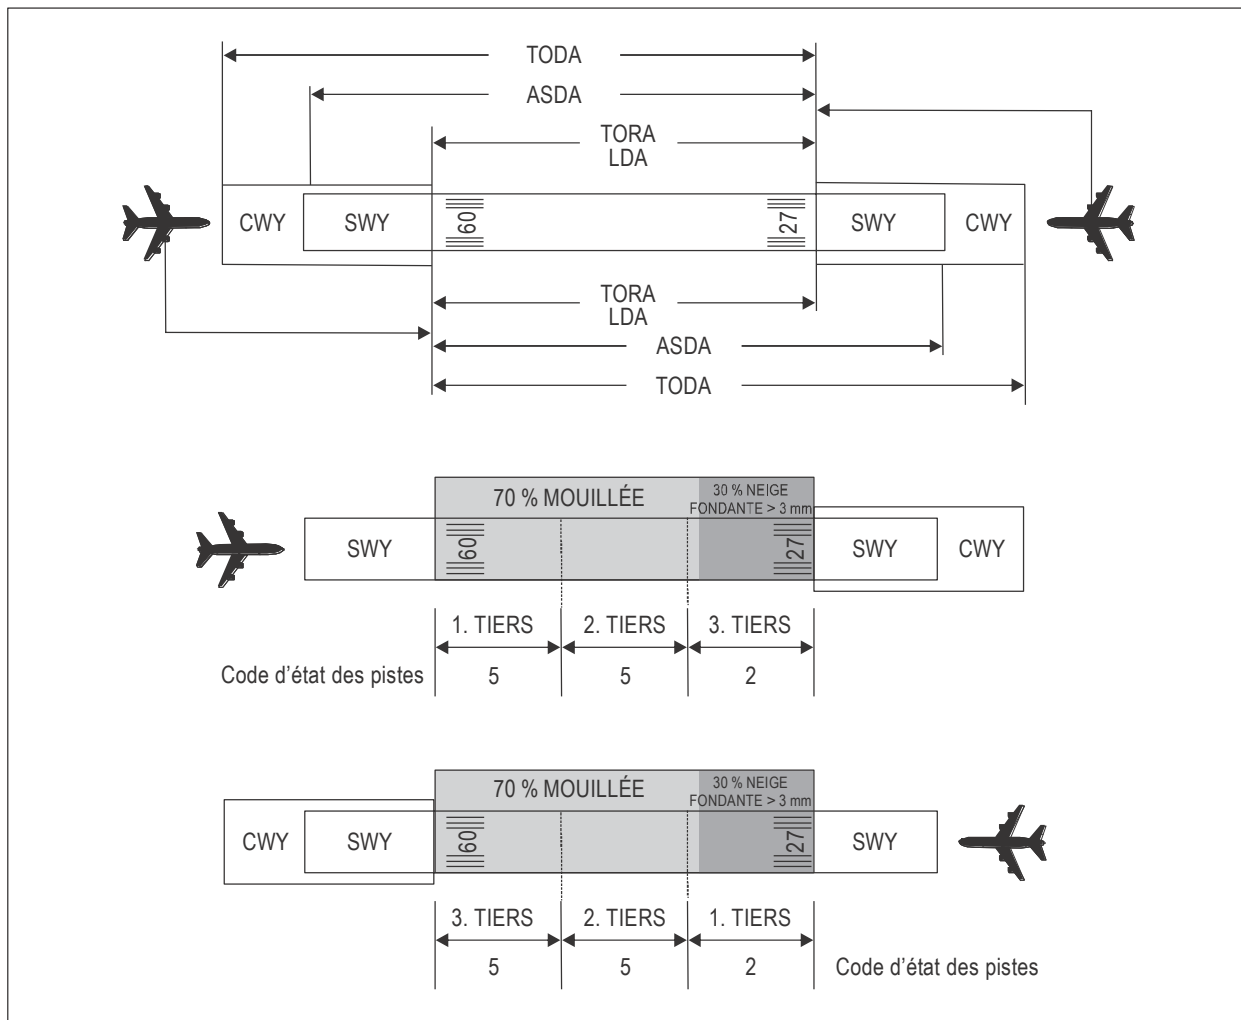 TODA
ASDA
TORA
LDA
CWY SWY 09 27 SWY CWY
TORA
LDA
ASDA
TODA
70 % MOUILLÉE
30 % NEIGE
FONDANTE > 3 mm
SWY 09 27 SWY CWY
1. TIERS 2. TIERS 3. TIERS
Code d'état des pistes 5 5 2
70 % MOUILLÉE
30 % NEIGE
FONDANTE > 3 mm
CWY SWY 09 27 SWY
3. TIERS 2. TIERS 1. TIERS
5 5 2 Code d'état des pistes